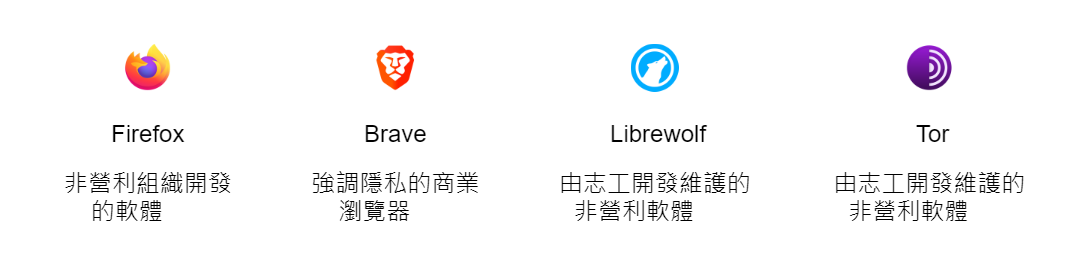 Firefox
Brave
Librewolf
Tor
非營利組織開發
的軟體
強調隱私的商業
瀏覽器
由志工開發維護的
非營利軟體
由志工開發維護的
非營利軟體